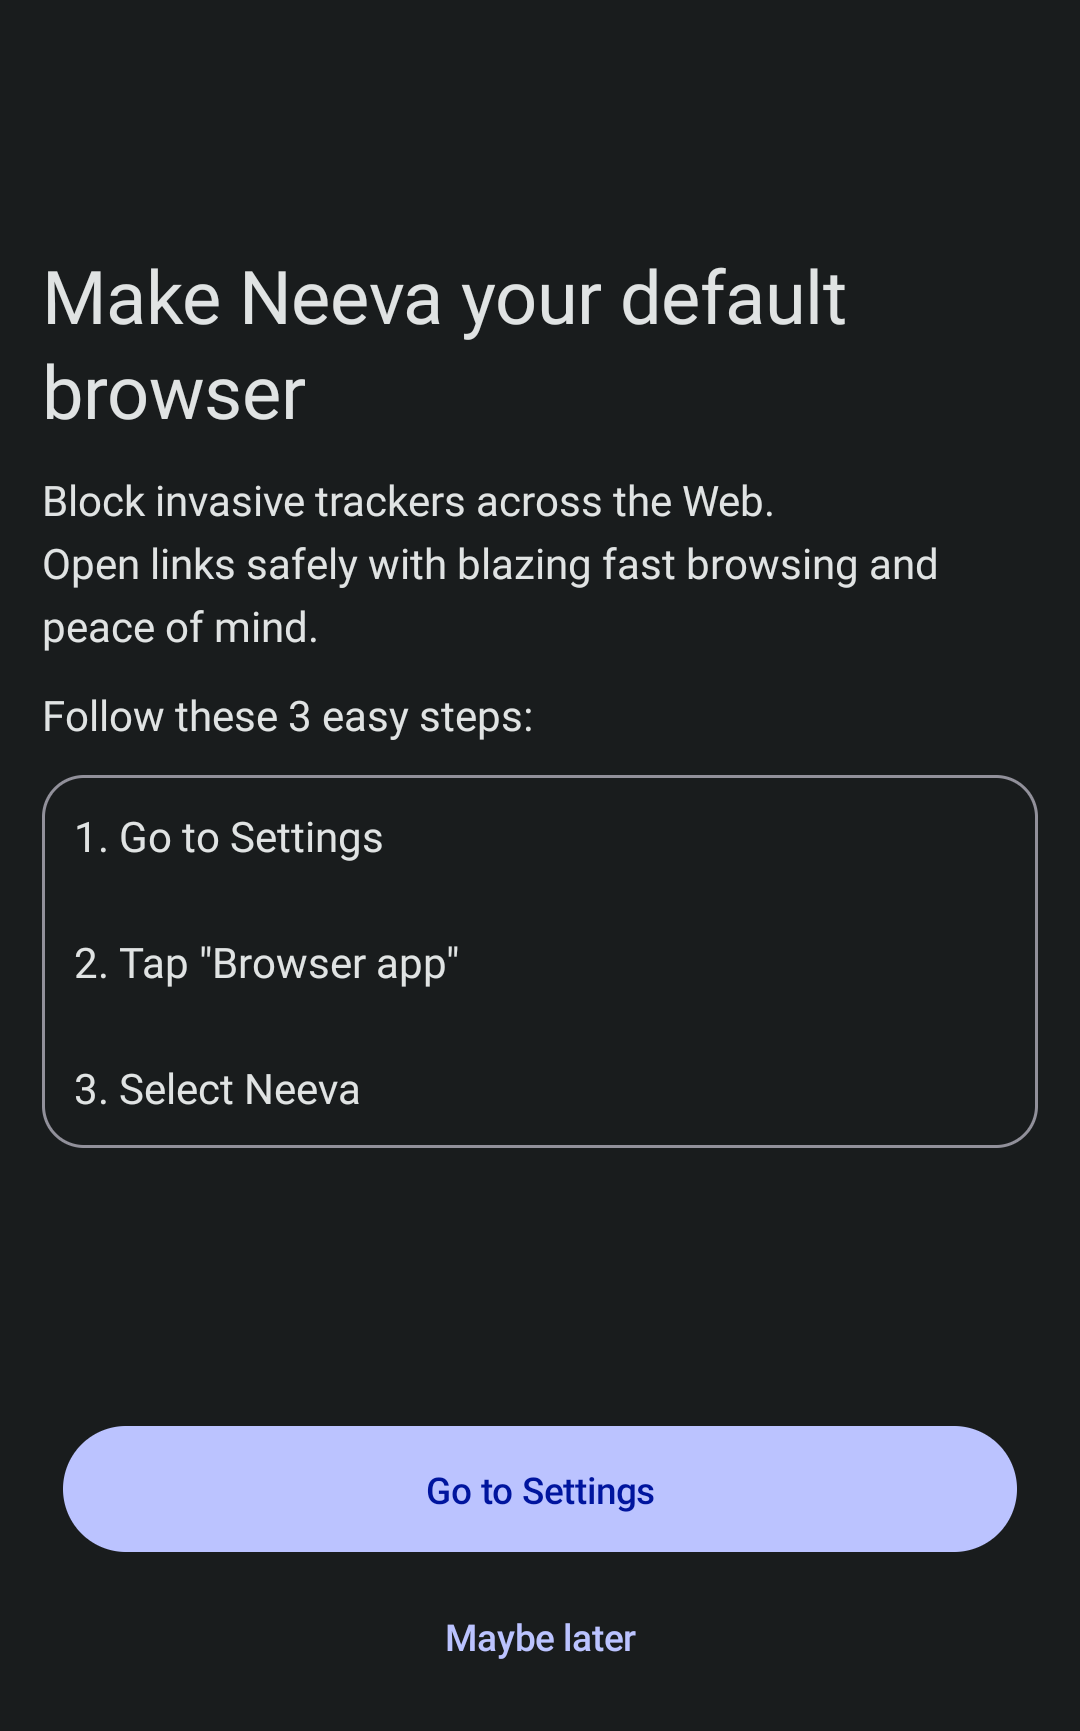 Make Neeva your default
browser
Block invasive trackers across the Web.
Open links safely with blazing fast browsing and
peace of mind.
Follow these 3 easy steps:
1. Go to Settings
2. Tap "Browser app"
3. Select Neeva
Go to Settings
Maybe later